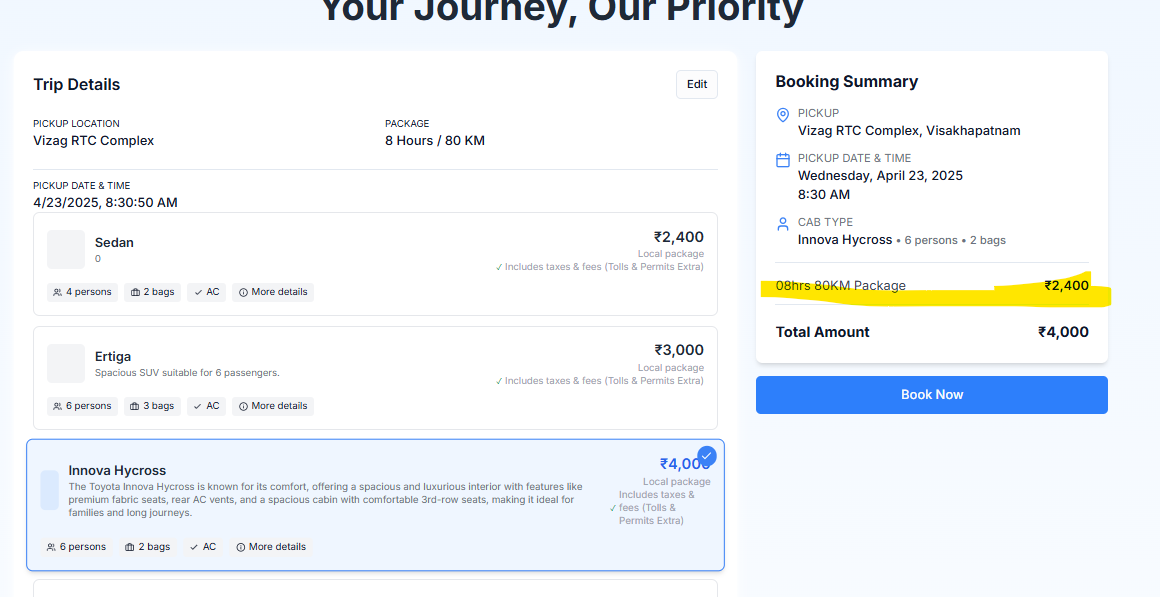 Your Journey, Our Priority
Trip Details
Edit
PICKUP LOCATION
Vizag RTC Complex
PACKAGE
8 Hours / 80 KM
PICKUP DATE & TIME
4/23/2025, 8:30:50 AM
Sedan
0
₹2,400
Local package
✓ Includes taxes & fees (Tolls & Permits Extra)
4 persons
2 bags
AC
More details
Ertiga
Spacious SUV suitable for 6 passengers.
₹3,000
Local package
✓ Includes taxes & fees (Tolls & Permits Extra)
6 persons
3 bags
AC
More details
Innova Hycross
The Toyota Innova Hycross is known for its comfort, offering a spacious and luxurious interior with features like
premium fabric seats, rear AC vents, and a spacious cabin with comfortable 3rd-row seats, making it ideal for
families and long journeys.
₹4,000
Local package
Includes taxes &
✓ fees (Tolls &
Permits Extra)
6 persons
2 bags
AC
More details
Booking Summary
PICKUP
Vizag RTC Complex, Visakhapatnam
PICKUP DATE & TIME
Wednesday, April 23, 2025
8:30 AM
CAB TYPE
Innova Hycross • 6 persons • 2 bags
08hrs 80KM Package ₹2,400
Total Amount ₹4,000
Book Now